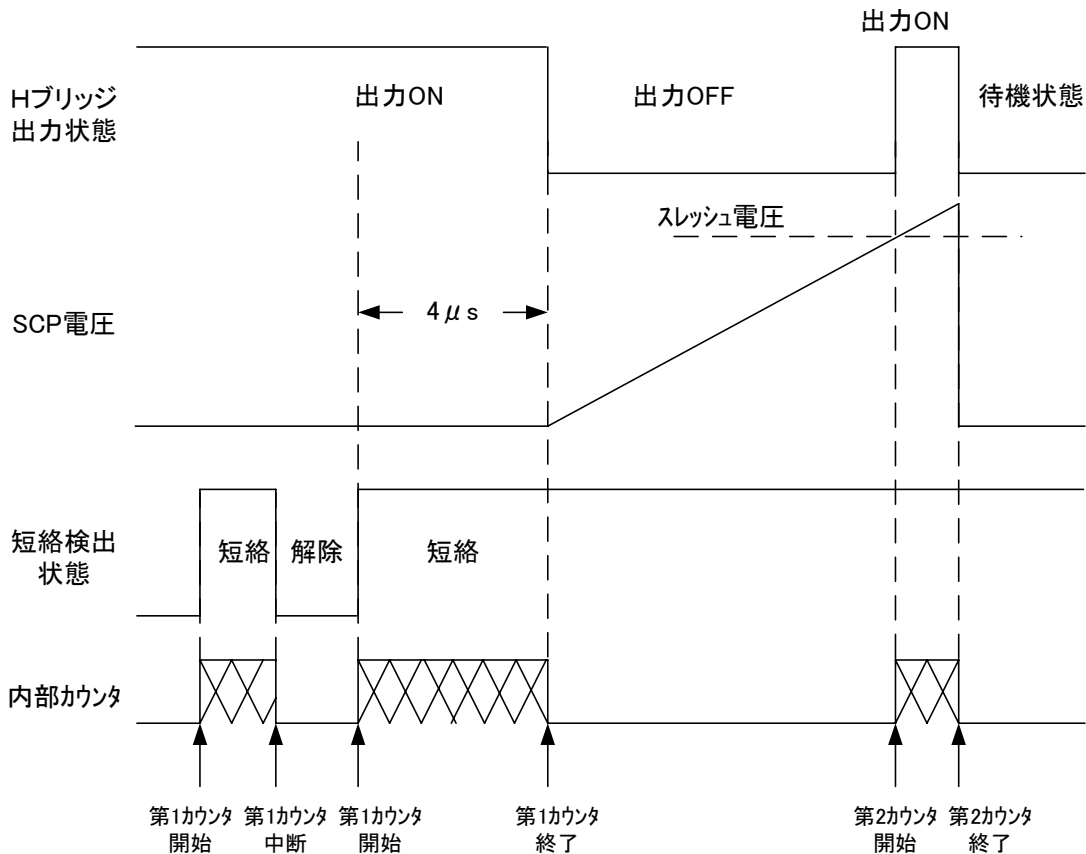 出力ON
Hブリッジ
出力状態
出力ON
出力OFF
待機状態
スレッシュ電圧
SCP電圧
4μs
短絡検出
状態
短絡
解除
短絡
内部カウンタ
第1カウンタ
開始
第1カウンタ
中断
第1カウンタ
開始
第1カウンタ
終了
第2カウンタ
開始
第2カウンタ
終了